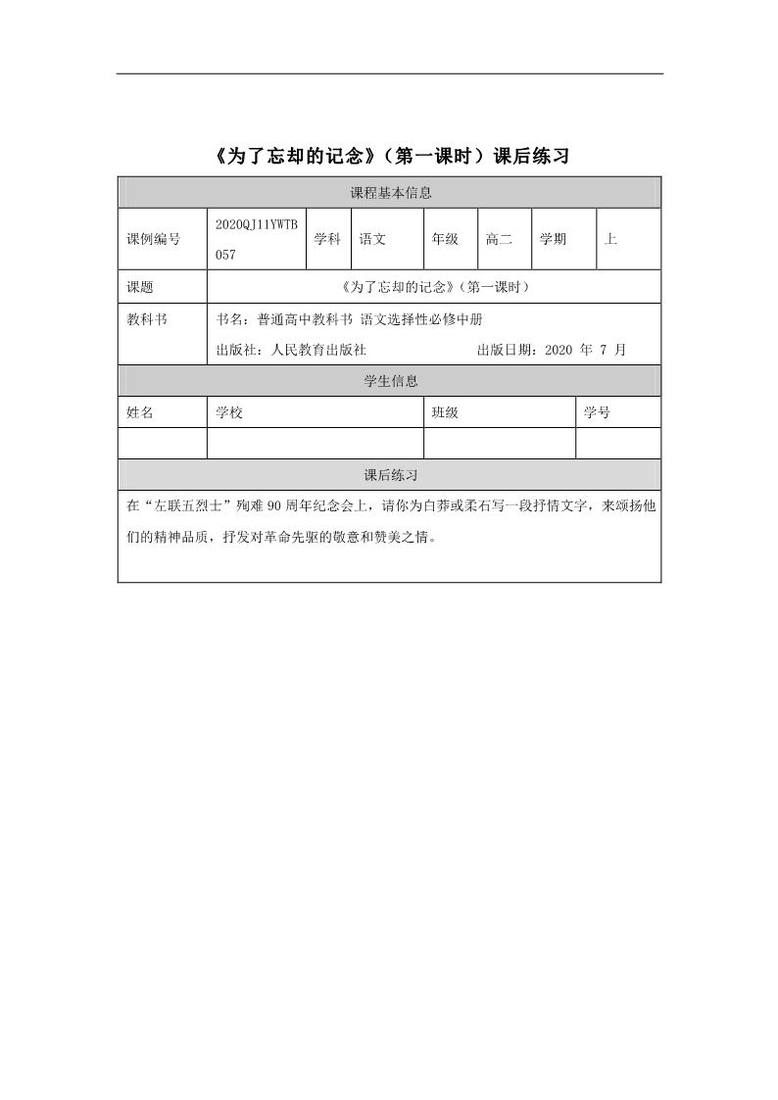 《为了忘却的记念》（第一课时）课后练习
课程基本信息
课例编号 2020QJ11YWTB057 学科 语文 年级 高二 学期 上
课题 《为了忘却的记念》（第一课时）
教科书 书名：普通高中教科书 语文选择性必修中册
出版社：人民教育出版社 出版日期：2020 年 7 月
学生信息
姓名 学校 班级 学号
课后练习
在“左联五烈士”殉难 90 周年纪念会上，请你为白莽或柔石写一段抒情文字，来颂扬他
们的精神品质，抒发对革命先驱的敬意和赞美之情。